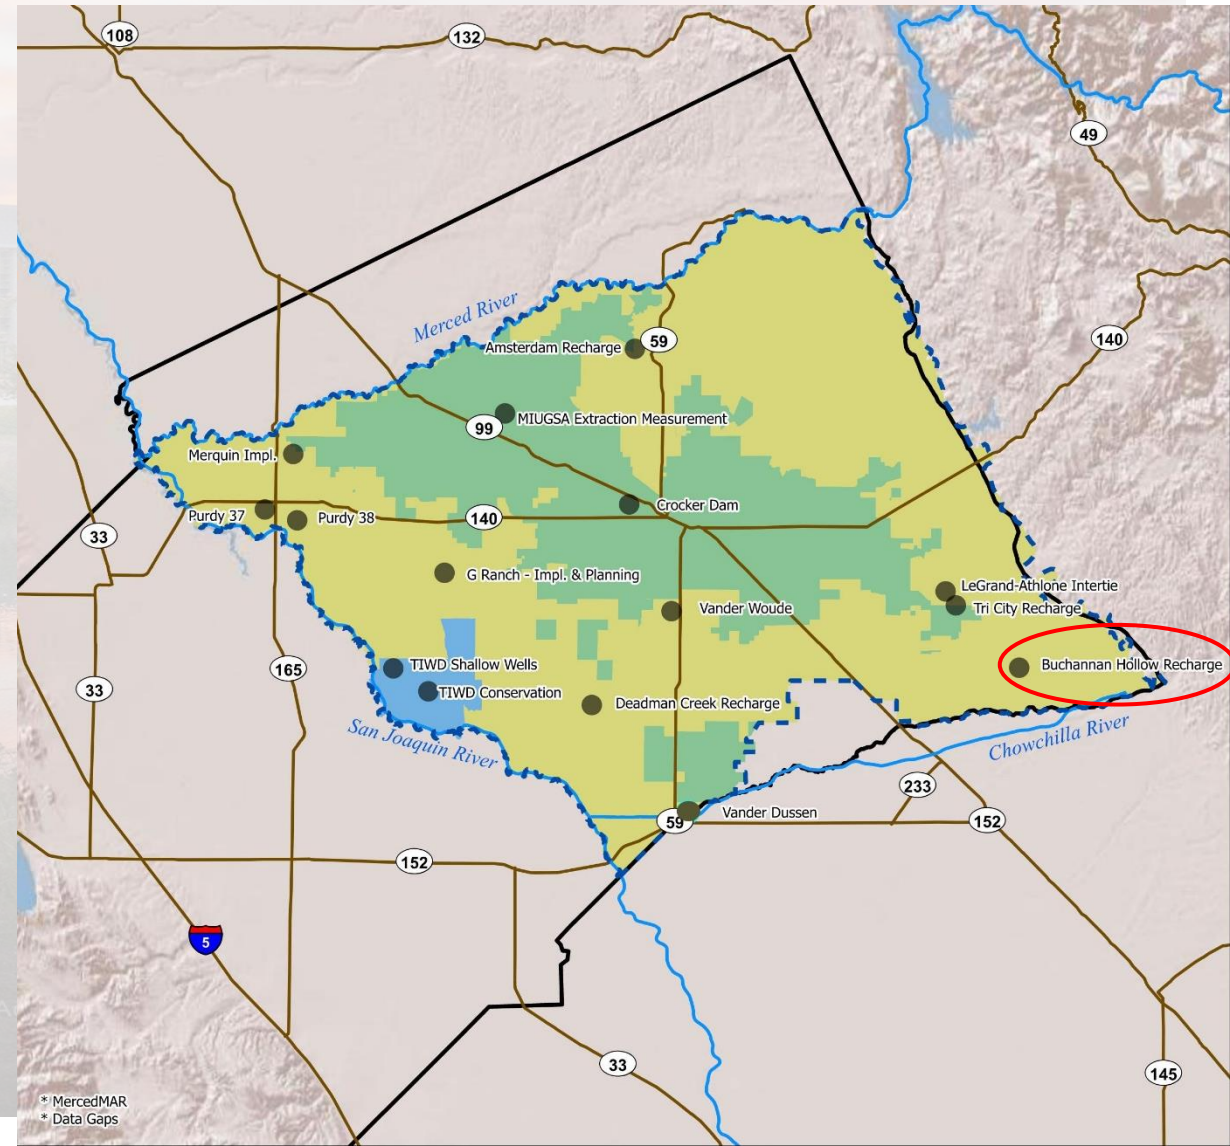 108
132
49
Merced River
59
Amsterdam Recharge
140
MIUGSA Extraction Measurement
99
Merquin Impl.
Crocker Dam
Purdy 37
Purdy 38
140
33
G Ranch - Impl. & Planning
LeGrand-Athlone Intertie
Vander Woude
Tri City Recharge
165
TIWD Shallow Wells
Buchannan Hollow Recharge
33
TIWD Conservation
Deadman Creek Recharge
San Joaquin River
Chowchilla River
233
Vander Dussen
59
152
152
5
33
145
* MercedMAR
* Data Gaps